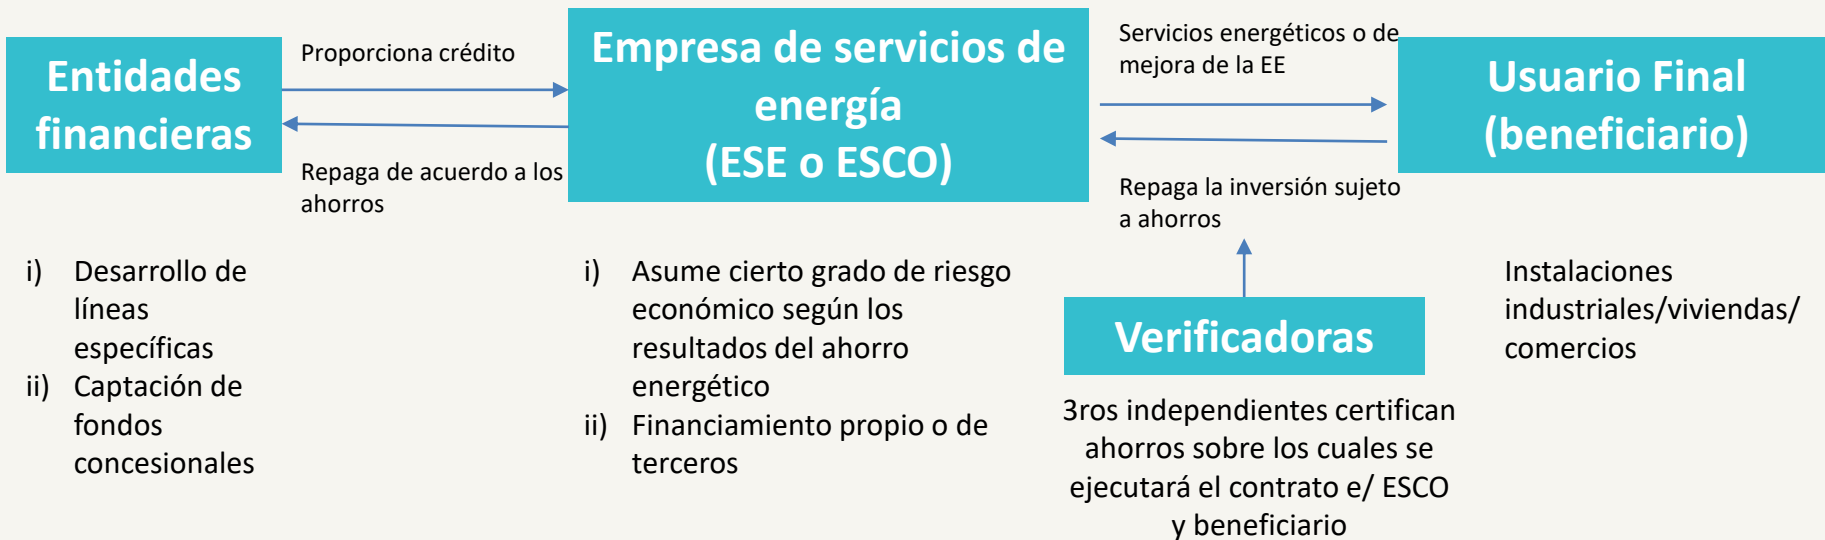 Entidades
financieras
Proporciona crédito
Repaga de acuerdo a los
ahorros
Empresa de servicios de
energía
(ESE o ESCO)
Servicios energéticos o de
mejora de la EE
Repaga la inversión sujeto
a ahorros
Usuario Final
(beneficiario)
i) Desarrollo de
líneas
específicas
ii) Captación de
fondos
concesionales
i) Asume cierto grado de riesgo
económico según los
resultados del ahorro
energético
ii) Financiamiento propio o de
terceros
Verificadoras
3ros independientes certifican
ahorros sobre los cuales se
ejecutará el contrato e/ ESCO
y beneficiario
Instalaciones
industriales/viviendas/
comercios